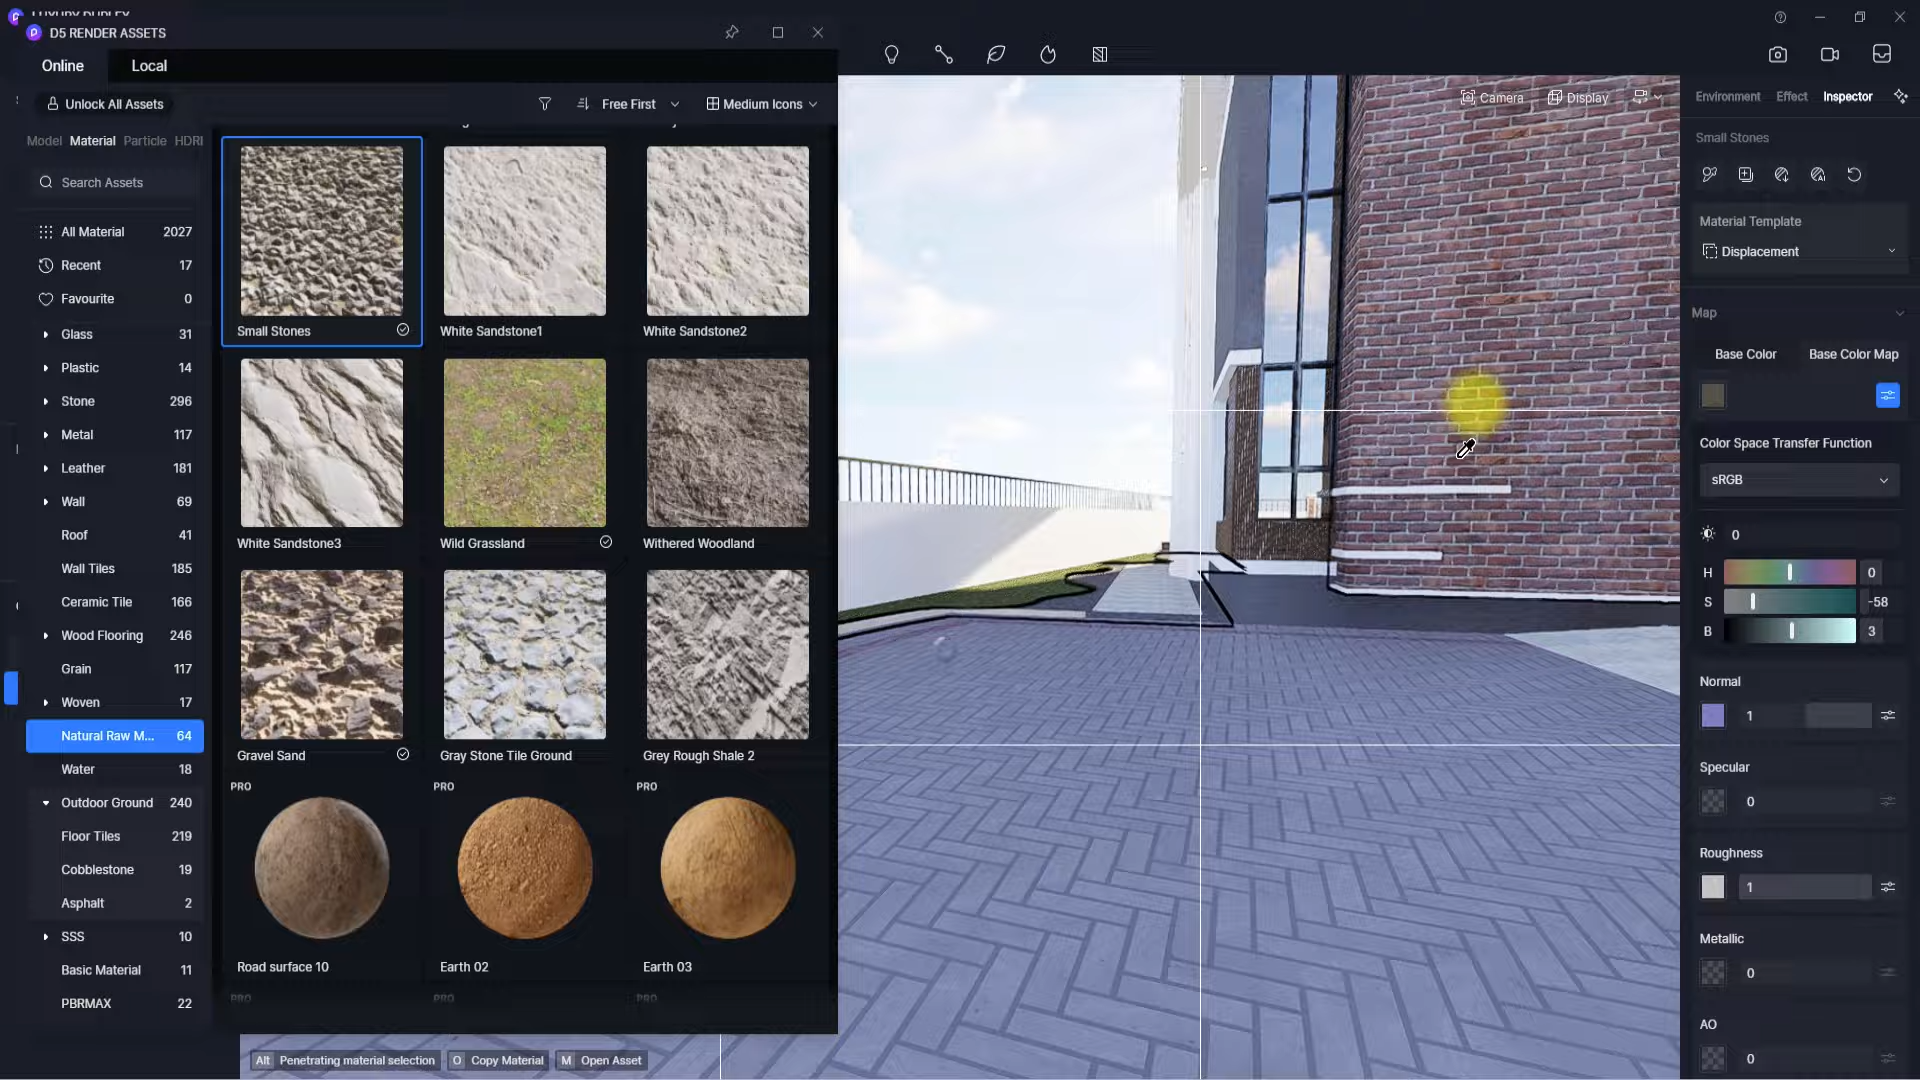 D5 RENDER ASSETS
Online
Local
Unlock All Assets
Free First
Medium Icons
Model
Material
Particle
HDRI
Search Assets
All Material 2027
Recent 17
Favourite 0
Glass 31
Plastic 14
Stone 296
Metal 117
Leather 181
Wall 69
Roof 41
Wall Tiles 185
Ceramic Tile 166
Wood Flooring 246
Grain 117
Woven 17
Natural Raw M... 64
Water 18
Outdoor Ground 240
Floor Tiles 219
Cobblestone 19
Asphalt 2
SSS 10
Basic Material 11
PBRMAX 22
Small Stones
White Sandstone1
White Sandstone2
White Sandstone3
Wild Grassland
Withered Woodland
Gravel Sand
Gray Stone Tile Ground
Grey Rough Shale 2
PRO
PRO
PRO
Road surface 10
Earth 02
Earth 03
PRO
PRO
PRO
Alt Penetrating material selection
O Copy Material
M Open Asset
Camera
Display
Environment
Effect
Inspector
Small Stones
Material Template
Displacement
Map
Base Color
Base Color Map
Color Space Transfer Function
sRGB
0
H 0
S -58
B 3
Normal
1
Specular
0
Roughness
1
Metallic
0
AO
0